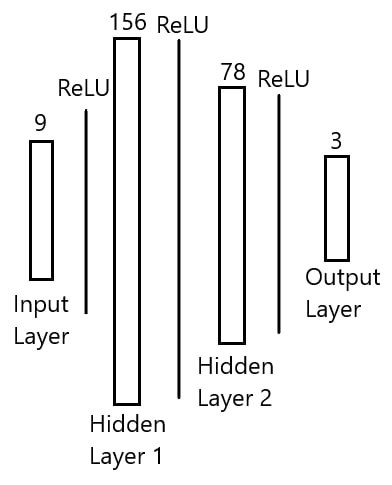 156
ReLU
78
ReLU
ReLU
9
3
Input
Layer
Output
Layer
Hidden
Layer 2
Hidden
Layer 1